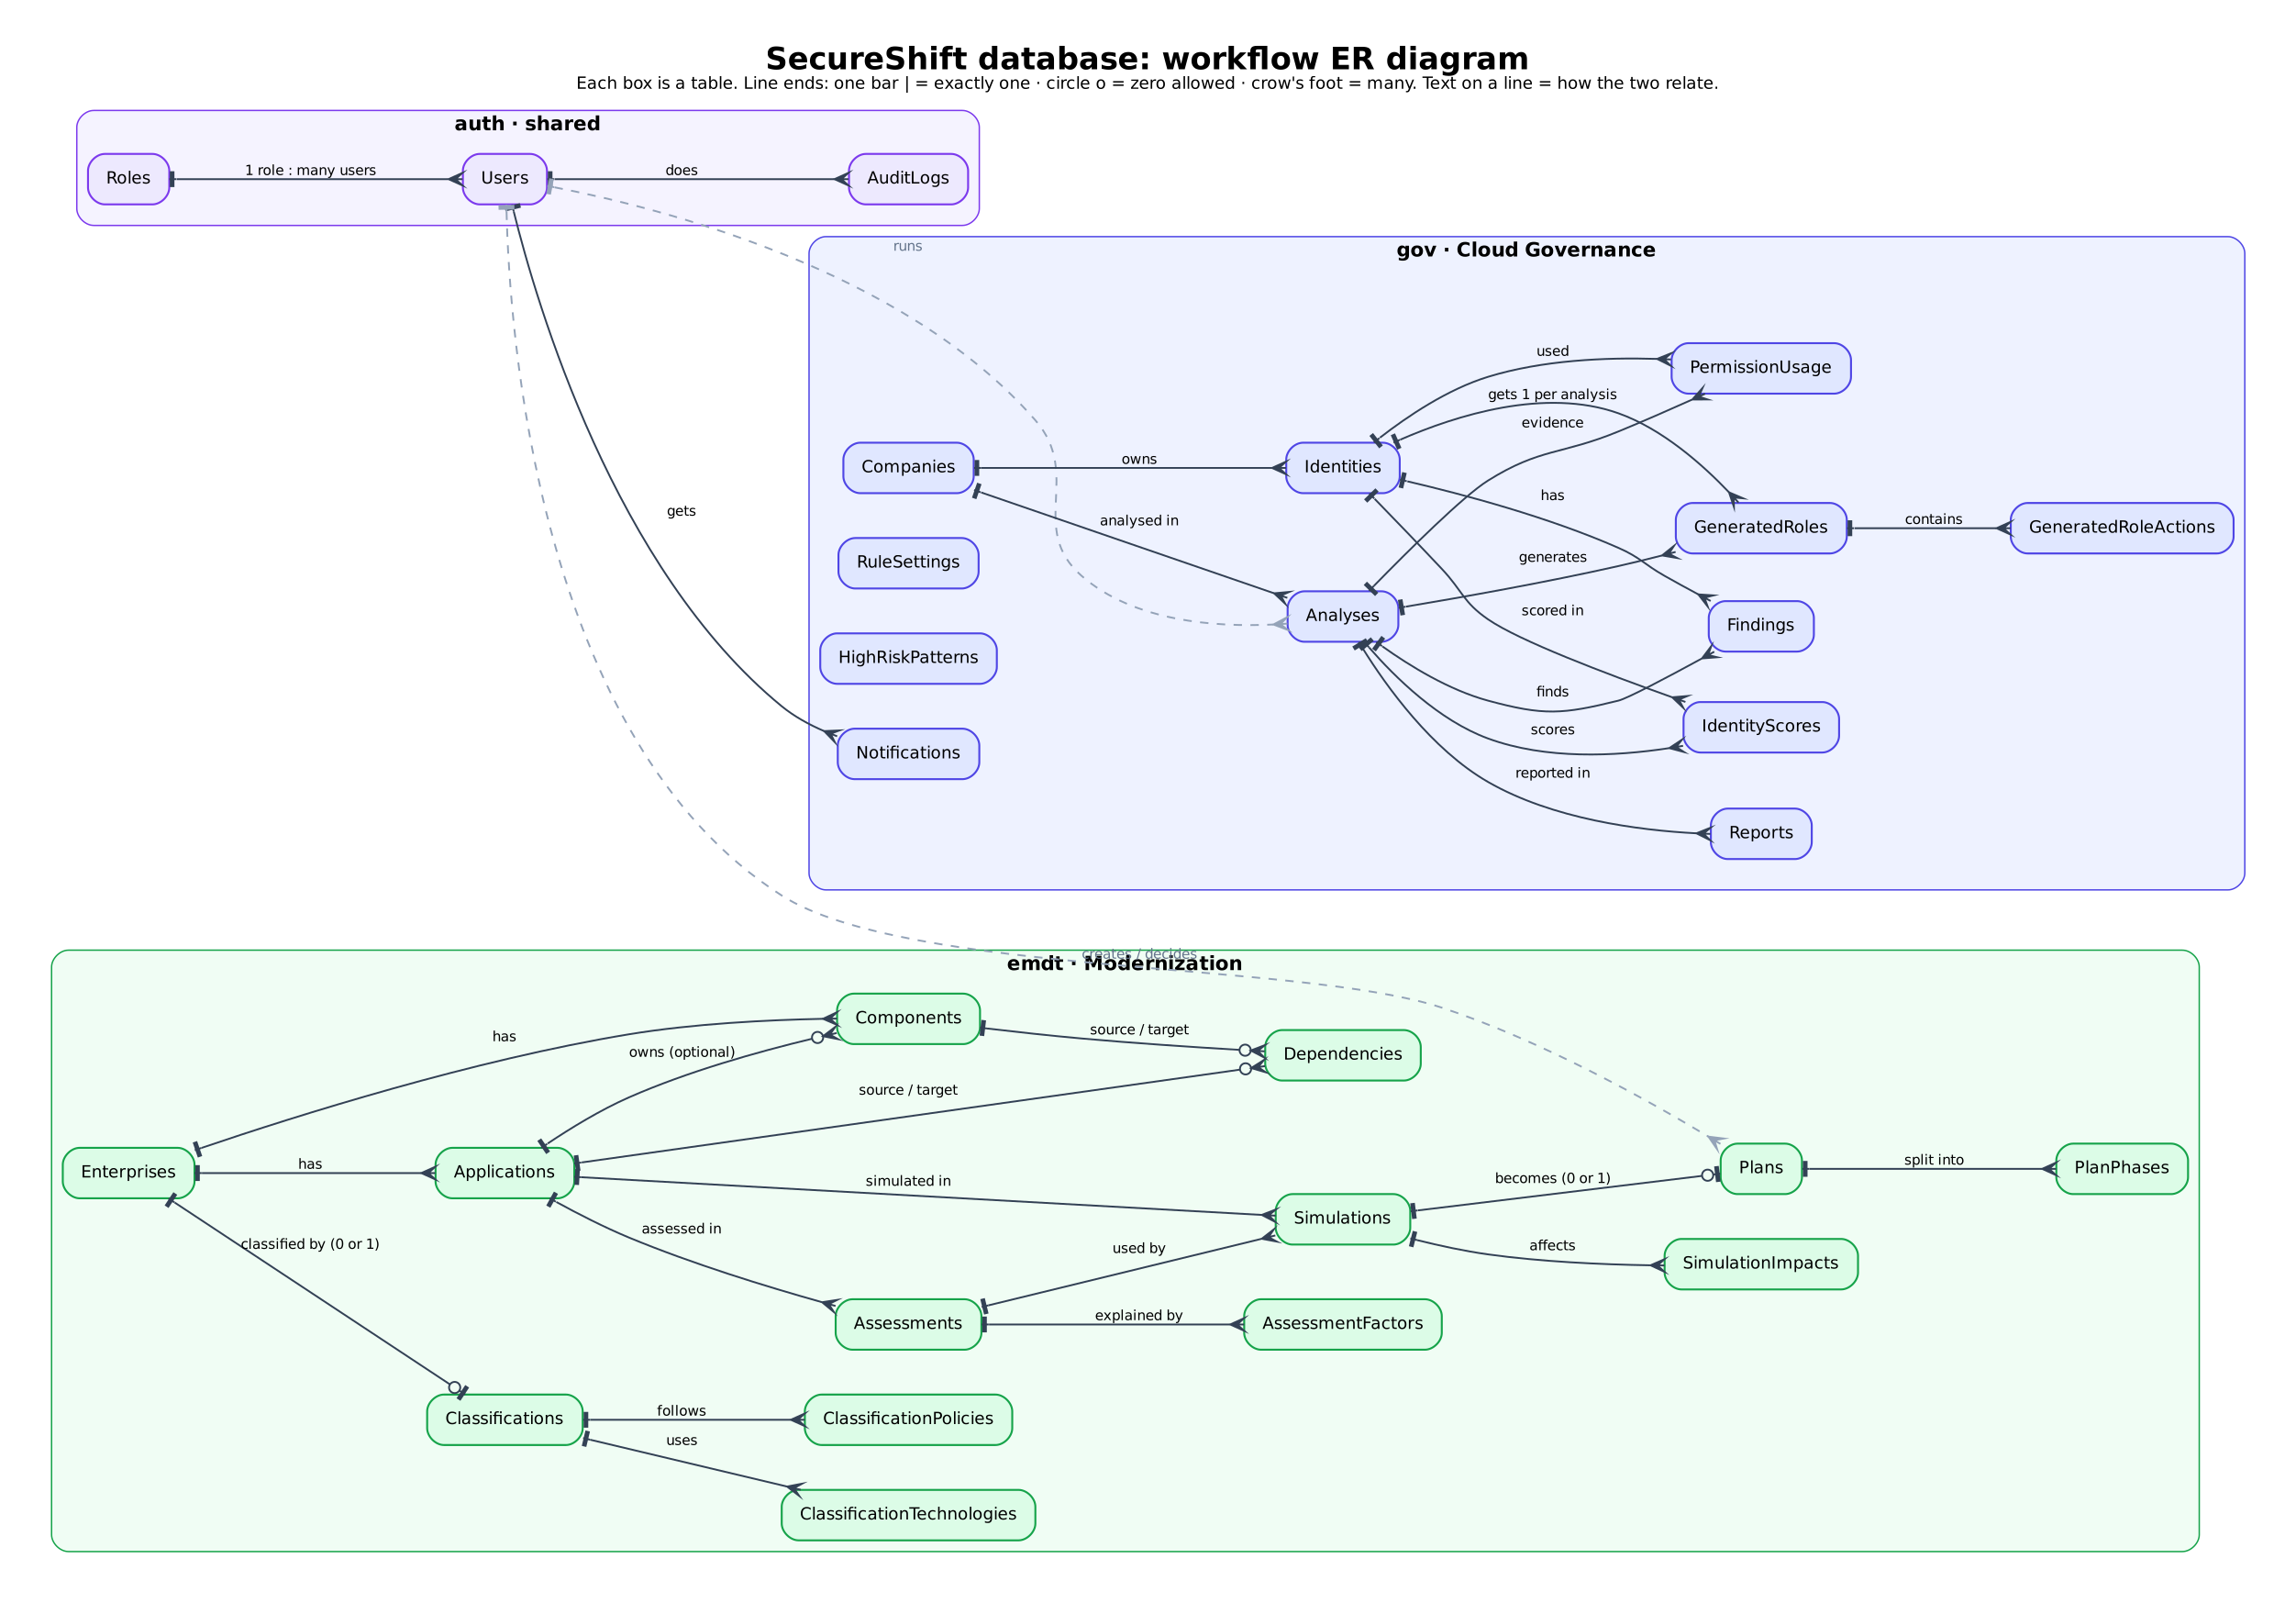 SecureShift database: workflow ER diagram
Each box is a table. Line ends: one bar | = exactly one · circle o = zero allowed · crow's foot = many. Text on a line = how the two relate.
auth · shared
Roles
1 role : many users
Users
does
AuditLogs
runs
gov · Cloud Governance
gets
Companies
owns
Identities
analysed in
RuleSettings
HighRiskPatterns
Notifications
Analyses
used
PermissionUsage
gets 1 per analysis
evidence
has
GeneratedRoles
contains
GeneratedRoleActions
generates
scored in
Findings
finds
scores
IdentityScores
reported in
Reports
creates / decides
emdt · Modernization
Components
has
owns (optional)
source / target
Dependencies
source / target
Enterprises
has
Applications
simulated in
Simulations
becomes (0 or 1)
Plans
split into
PlanPhases
classified by (0 or 1)
assessed in
used by
affects
SimulationImpacts
Assessments
explained by
AssessmentFactors
Classifications
follows
ClassificationPolicies
uses
ClassificationTechnologies